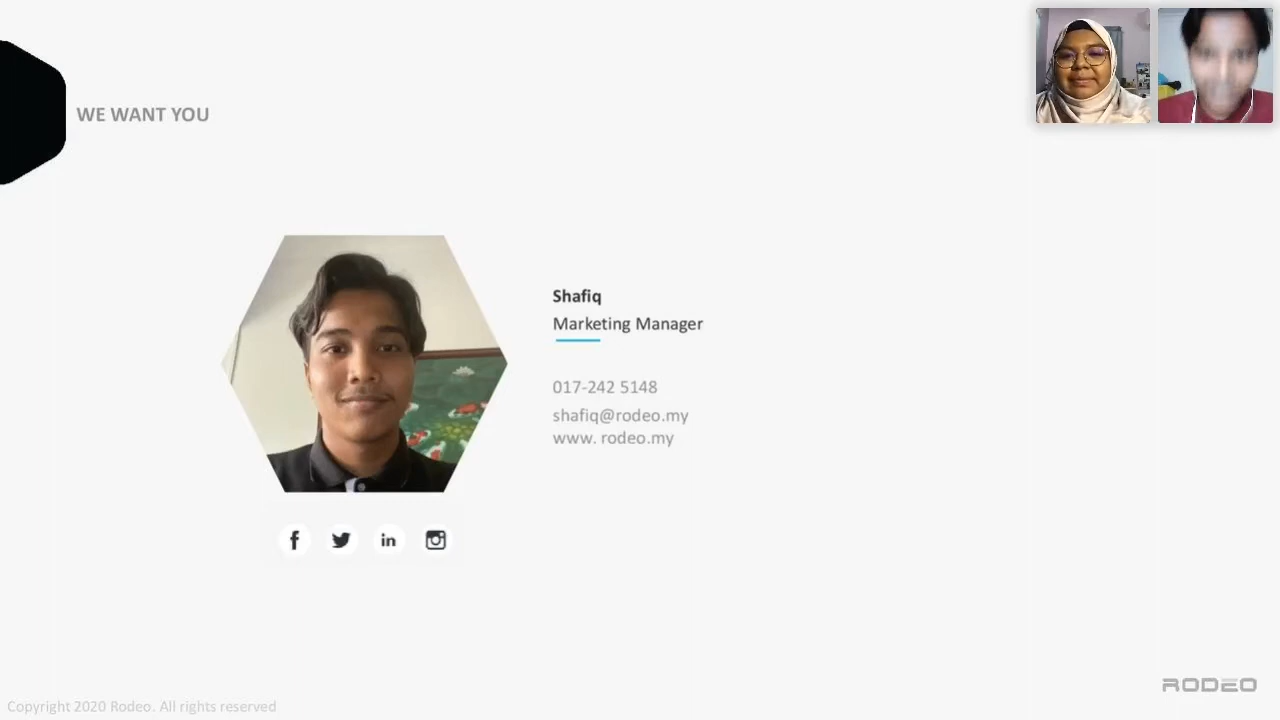 WE WANT YOU
Shafiq
Marketing Manager
017-242 5148
shafiq@rodeo.my
www. rodeo.my
f
in
RODEO
Copyright 2020 Rodeo. All rights reserved